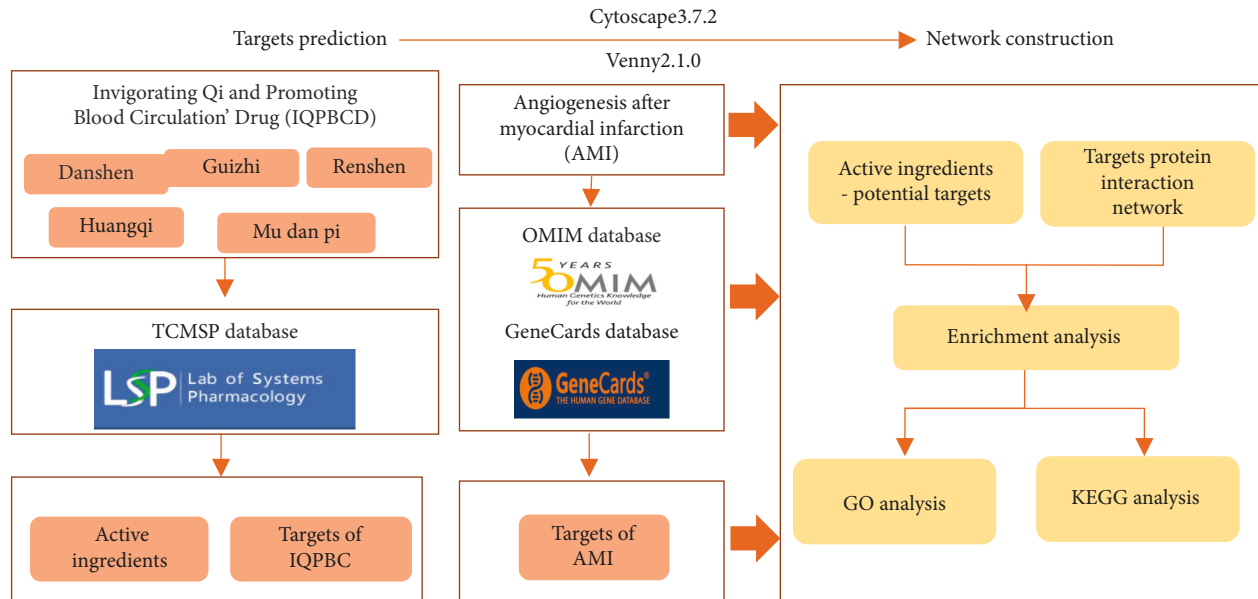 Cytoscape3.7.2
Targets prediction
Network construction
Venny2.1.0
Invigorating Qi and Promoting
Blood Circulation’ Drug (IQPBCD)
Danshen
Guizhi
Renshen
Huangqi
Mu dan pi
TCMSP database
LSP
Lab of Systems
Pharmacology
Active
ingredients
Targets of
IQPBC
Angiogenesis after
myocardial infarction
(AMI)
OMIM database
50 YEARS
OMIM
Human Genetics Knowledge
for the World
GeneCards database
GeneCards®
THE HUMAN GENE DATABASE
Targets of
AMI
Active ingredients
- potential targets
Targets protein
interaction
network
Enrichment analysis
GO analysis
KEGG analysis